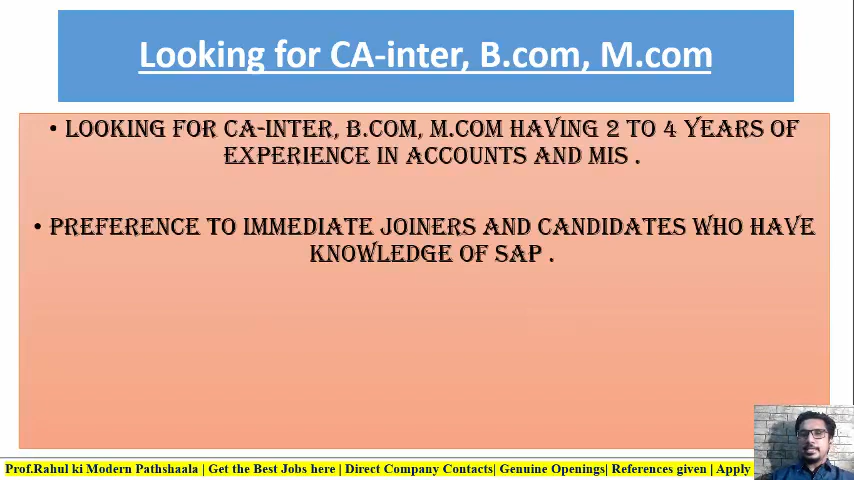 Looking for CA-inter, B.com, M.com
• LOOKING FOR CA-INTER, B.COM, M.COM HAVING 2 TO 4 YEARS OF
EXPERIENCE IN ACCOUNTS AND MIS .
• PREFERENCE TO IMMEDIATE JOINERS AND CANDIDATES WHO HAVE
KNOWLEDGE OF SAP .
Prof.Rahul ki Modern Pathshaala | Get the Best Jobs here | Direct Company Contacts| Genuine Openings| References given | Apply